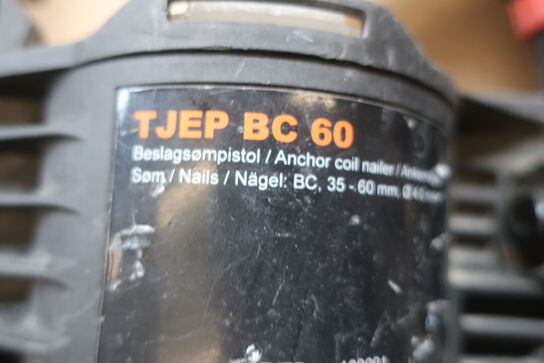 TJEP BC 60
Beslagsømpistol / Anchor coil nailer /
Søm / Nails / Nägel: BC, 35 - 60 mm, Ø